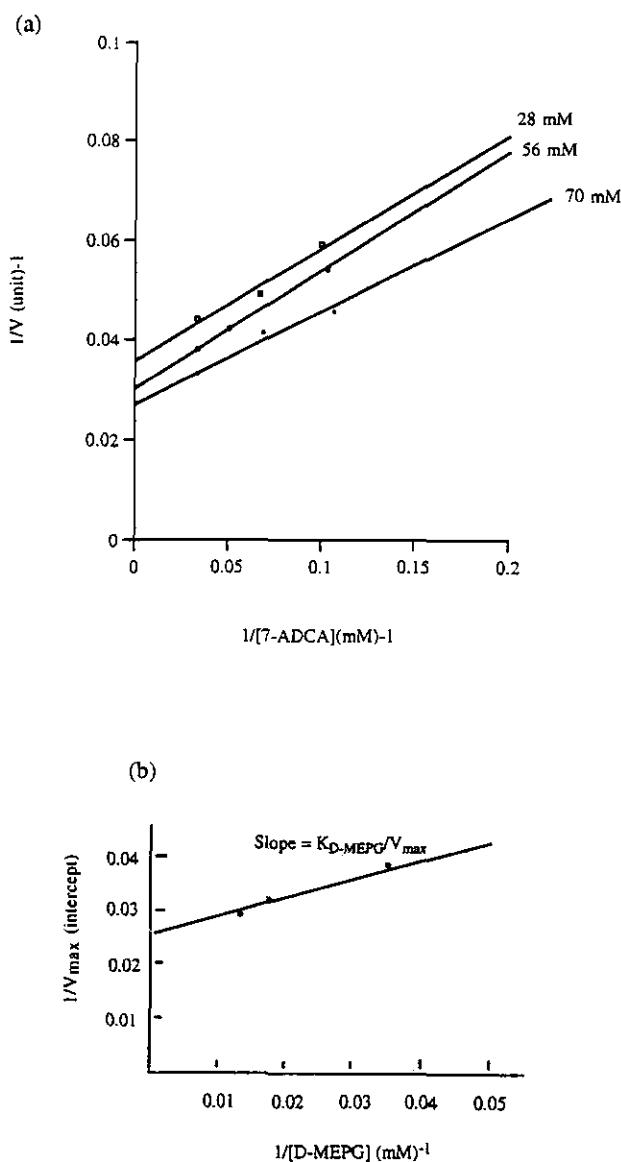 (a)
0.1
28 mM
0.08
56 mM
70 mM
0.06
1/V (unit)-1
0.04
0.02
0
0 0.05 0.1 0.15 0.2
1/[7-ADCA](mM)-1
(b)
Slope = K_D-MEPG/V_max
0.04
0.03
1/V_max (intercept)
0.02
0.01
0.01 0.02 0.03 0.04 0.05
1/[D-MEPG] (mM)^-1